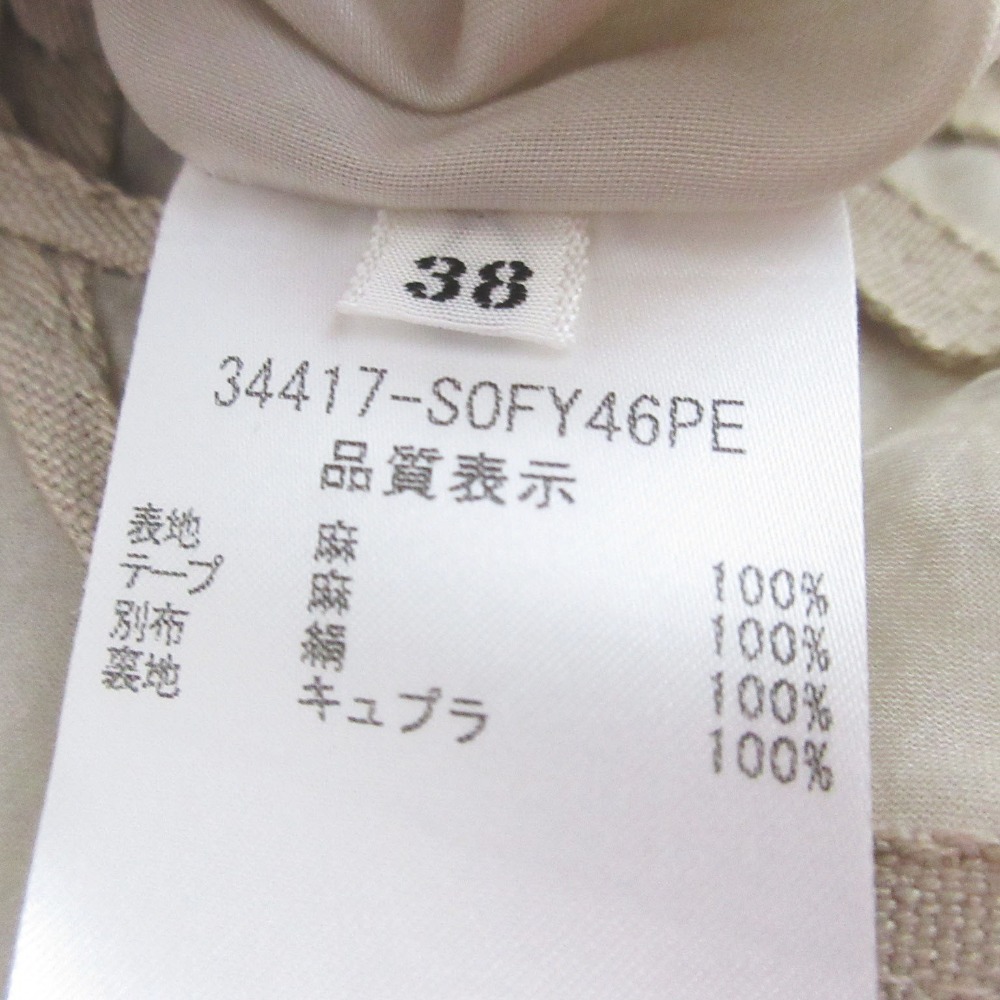 38
34417-SOFY46PE
品質表示
表地 麻 100%
テープ 麻 100%
別布 絹 100%
裏地 キュプラ 100%